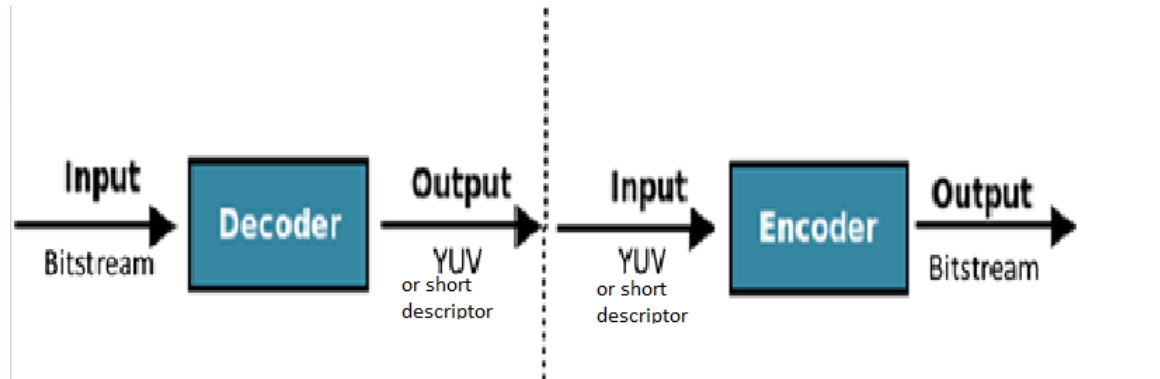 Input
Bitstream
Decoder
Output
YUV
or short
descriptor
Input
YUV
or short
descriptor
Encoder
Output
Bitstream